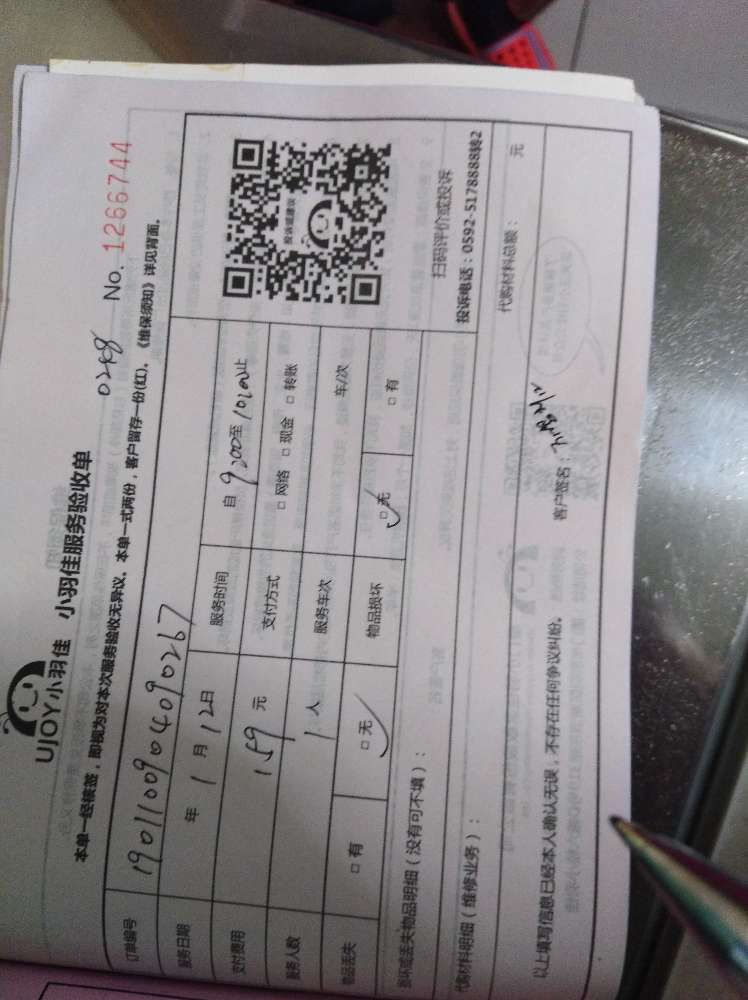 UJOY小羽佳 小羽佳服务验收单
0248 No. 1266744
本单一经核签，即视为对本次服务验收无异议。本单一式两份，客户留存一份(红)。《维保须知》详见背面。
订单编号 1901100904090267
服务日期 年 1 月 12 日 服务时间 自 9:00 至 10:00 止
支付费用 159 元 支付方式 □ 网络 □ 现金 □ 转账
服务人数 1 人 服务车次 车/次
物品丢失 □ 有 □ 无 物品损坏 □ 无 □ 有
投诉或建议
扫码评价或投诉
投诉电话：0592-5178888转2
损坏或丢失物品明细（没有可不填）：
代购材料明细（维修业务）： 代购材料总额： 元
以上填写信息已经本人确认无误，不存在任何争议纠纷。 客户签名：